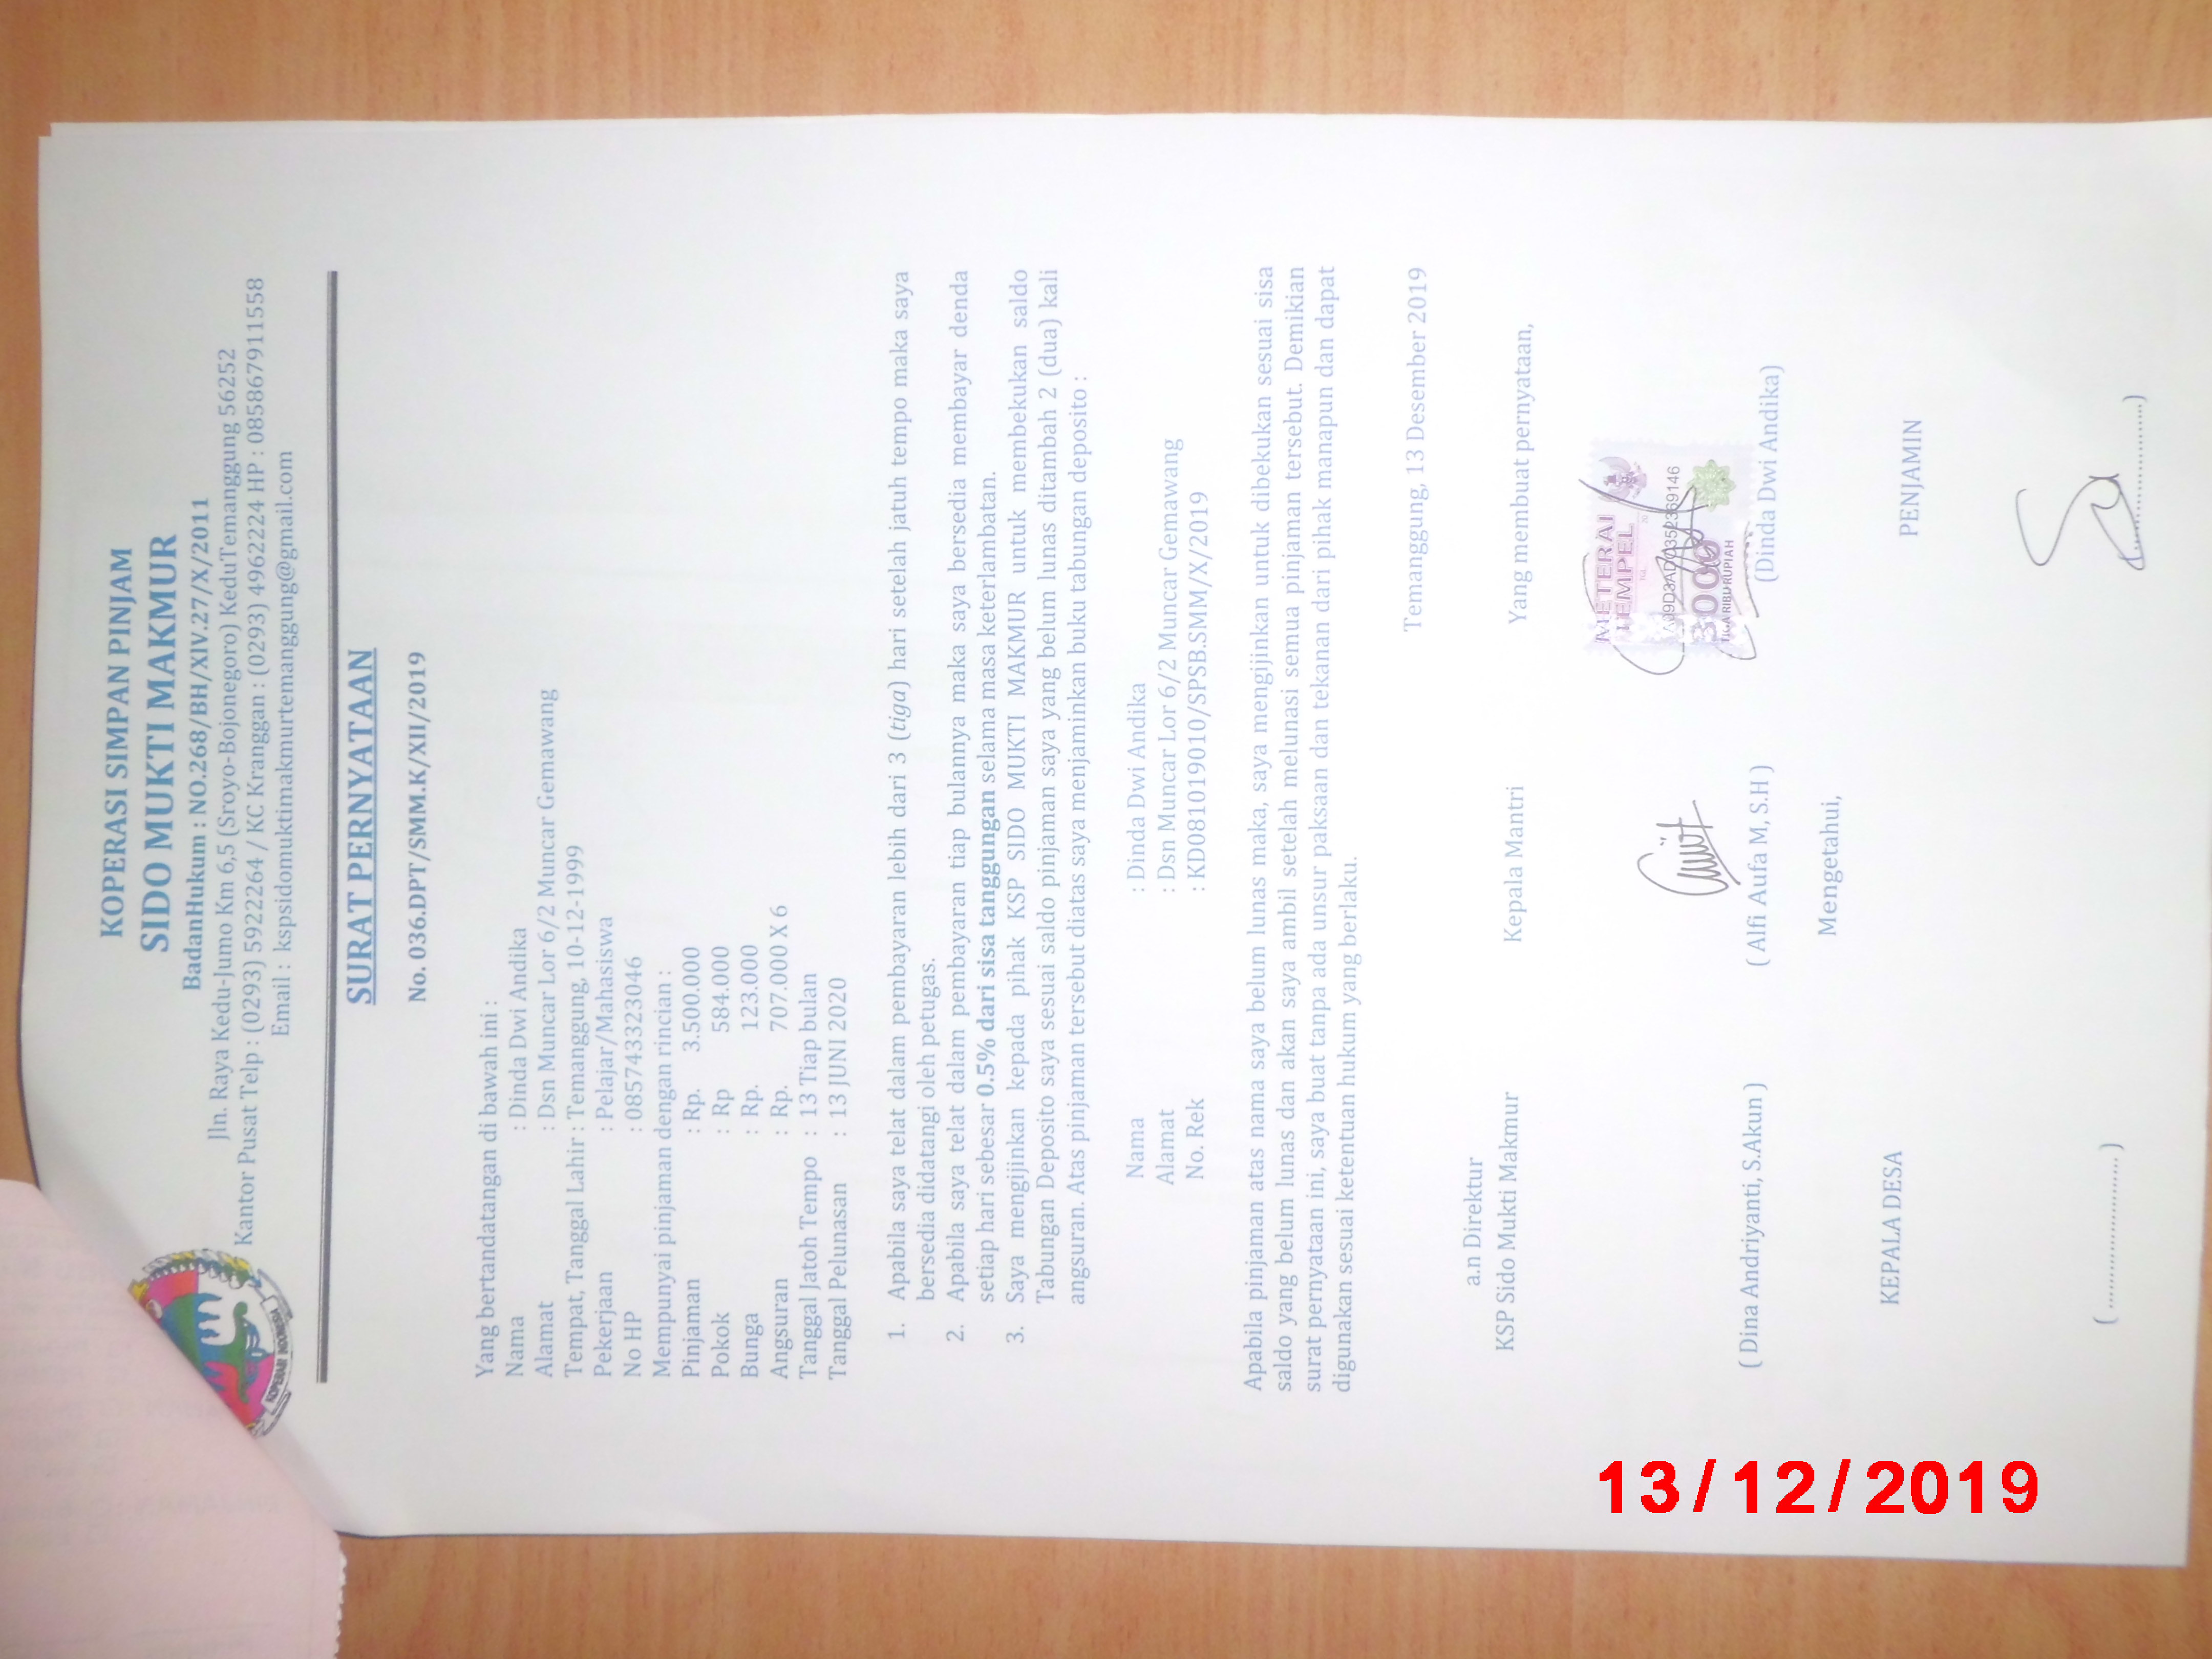 KOPERASI SIMPAN PINJAM
SIDO MUKTI MAKMUR
BadanHukum : NO.268/BH/XIV.27/X/2011
Jln. Raya Kedu-Jumo Km 6,5 (Sroyo-Bojonegoro) KeduTemanggung 56252
Kantor Pusat Telp : (0293) 5922264 / KC Kranggan : (0293) 4962224 HP : 085867911558
Email : kspsidomuktimakmurtemanggung@gmail.com
KOPERASI INDONESIA
SURAT PERNYATAAN
No. 036.DPT/SMM.K/XII/2019
Yang bertandatangan di bawah ini :
Nama : Dinda Dwi Andika
Alamat : Dsn Muncar Lor 6/2 Muncar Gemawang
Tempat, Tanggal Lahir : Temanggung, 10-12-1999
Pekerjaan : Pelajar/Mahasiswa
No HP : 085743323046
Mempunyai pinjaman dengan rincian :
Pinjaman : Rp. 3.500.000
Pokok : Rp 584.000
Bunga : Rp. 123.000
Angsuran : Rp. 707.000 X 6
Tanggal Jatoh Tempo : 13 Tiap bulan
Tanggal Pelunasan : 13 JUNI 2020
1. Apabila saya telat dalam pembayaran lebih dari 3 (tiga) hari setelah jatuh tempo maka saya
bersedia didatangi oleh petugas.
2. Apabila saya telat dalam pembayaran tiap bulannya maka saya bersedia membayar denda
setiap hari sebesar 0.5% dari sisa tanggungan selama masa keterlambatan.
3. Saya mengijinkan kepada pihak KSP SIDO MUKTI MAKMUR untuk membekukan saldo
Tabungan Deposito saya sesuai saldo pinjaman saya yang belum lunas ditambah 2 (dua) kali
angsuran. Atas pinjaman tersebut diatas saya menjaminkan buku tabungan deposito :
Nama : Dinda Dwi Andika
Alamat : Dsn Muncar Lor 6/2 Muncar Gemawang
No. Rek : KD081019010/SPSB.SMM/X/2019
Apabila pinjaman atas nama saya belum lunas maka, saya mengijinkan untuk dibekukan sesuai sisa
saldo yang belum lunas dan akan saya ambil setelah melunasi semua pinjaman tersebut. Demikian
surat pernyataan ini, saya buat tanpa ada unsur paksaan dan tekanan dari pihak manapun dan dapat
digunakan sesuai ketentuan hukum yang berlaku.
Temanggung, 13 Desember 2019
a.n Direktur
KSP Sido Mukti Makmur Kepala Mantri Yang membuat pernyataan,
METERAI
TEMPEL
TGL. 20
3000
TIGA RIBU RUPIAH
( Dina Andriyanti, S.Akun ) ( Alfi Aufa M, S.H ) (Dinda Dwi Andika)
Mengetahui,
KEPALA DESA PENJAMIN
( ..................... ) ..................)
13/12/2019